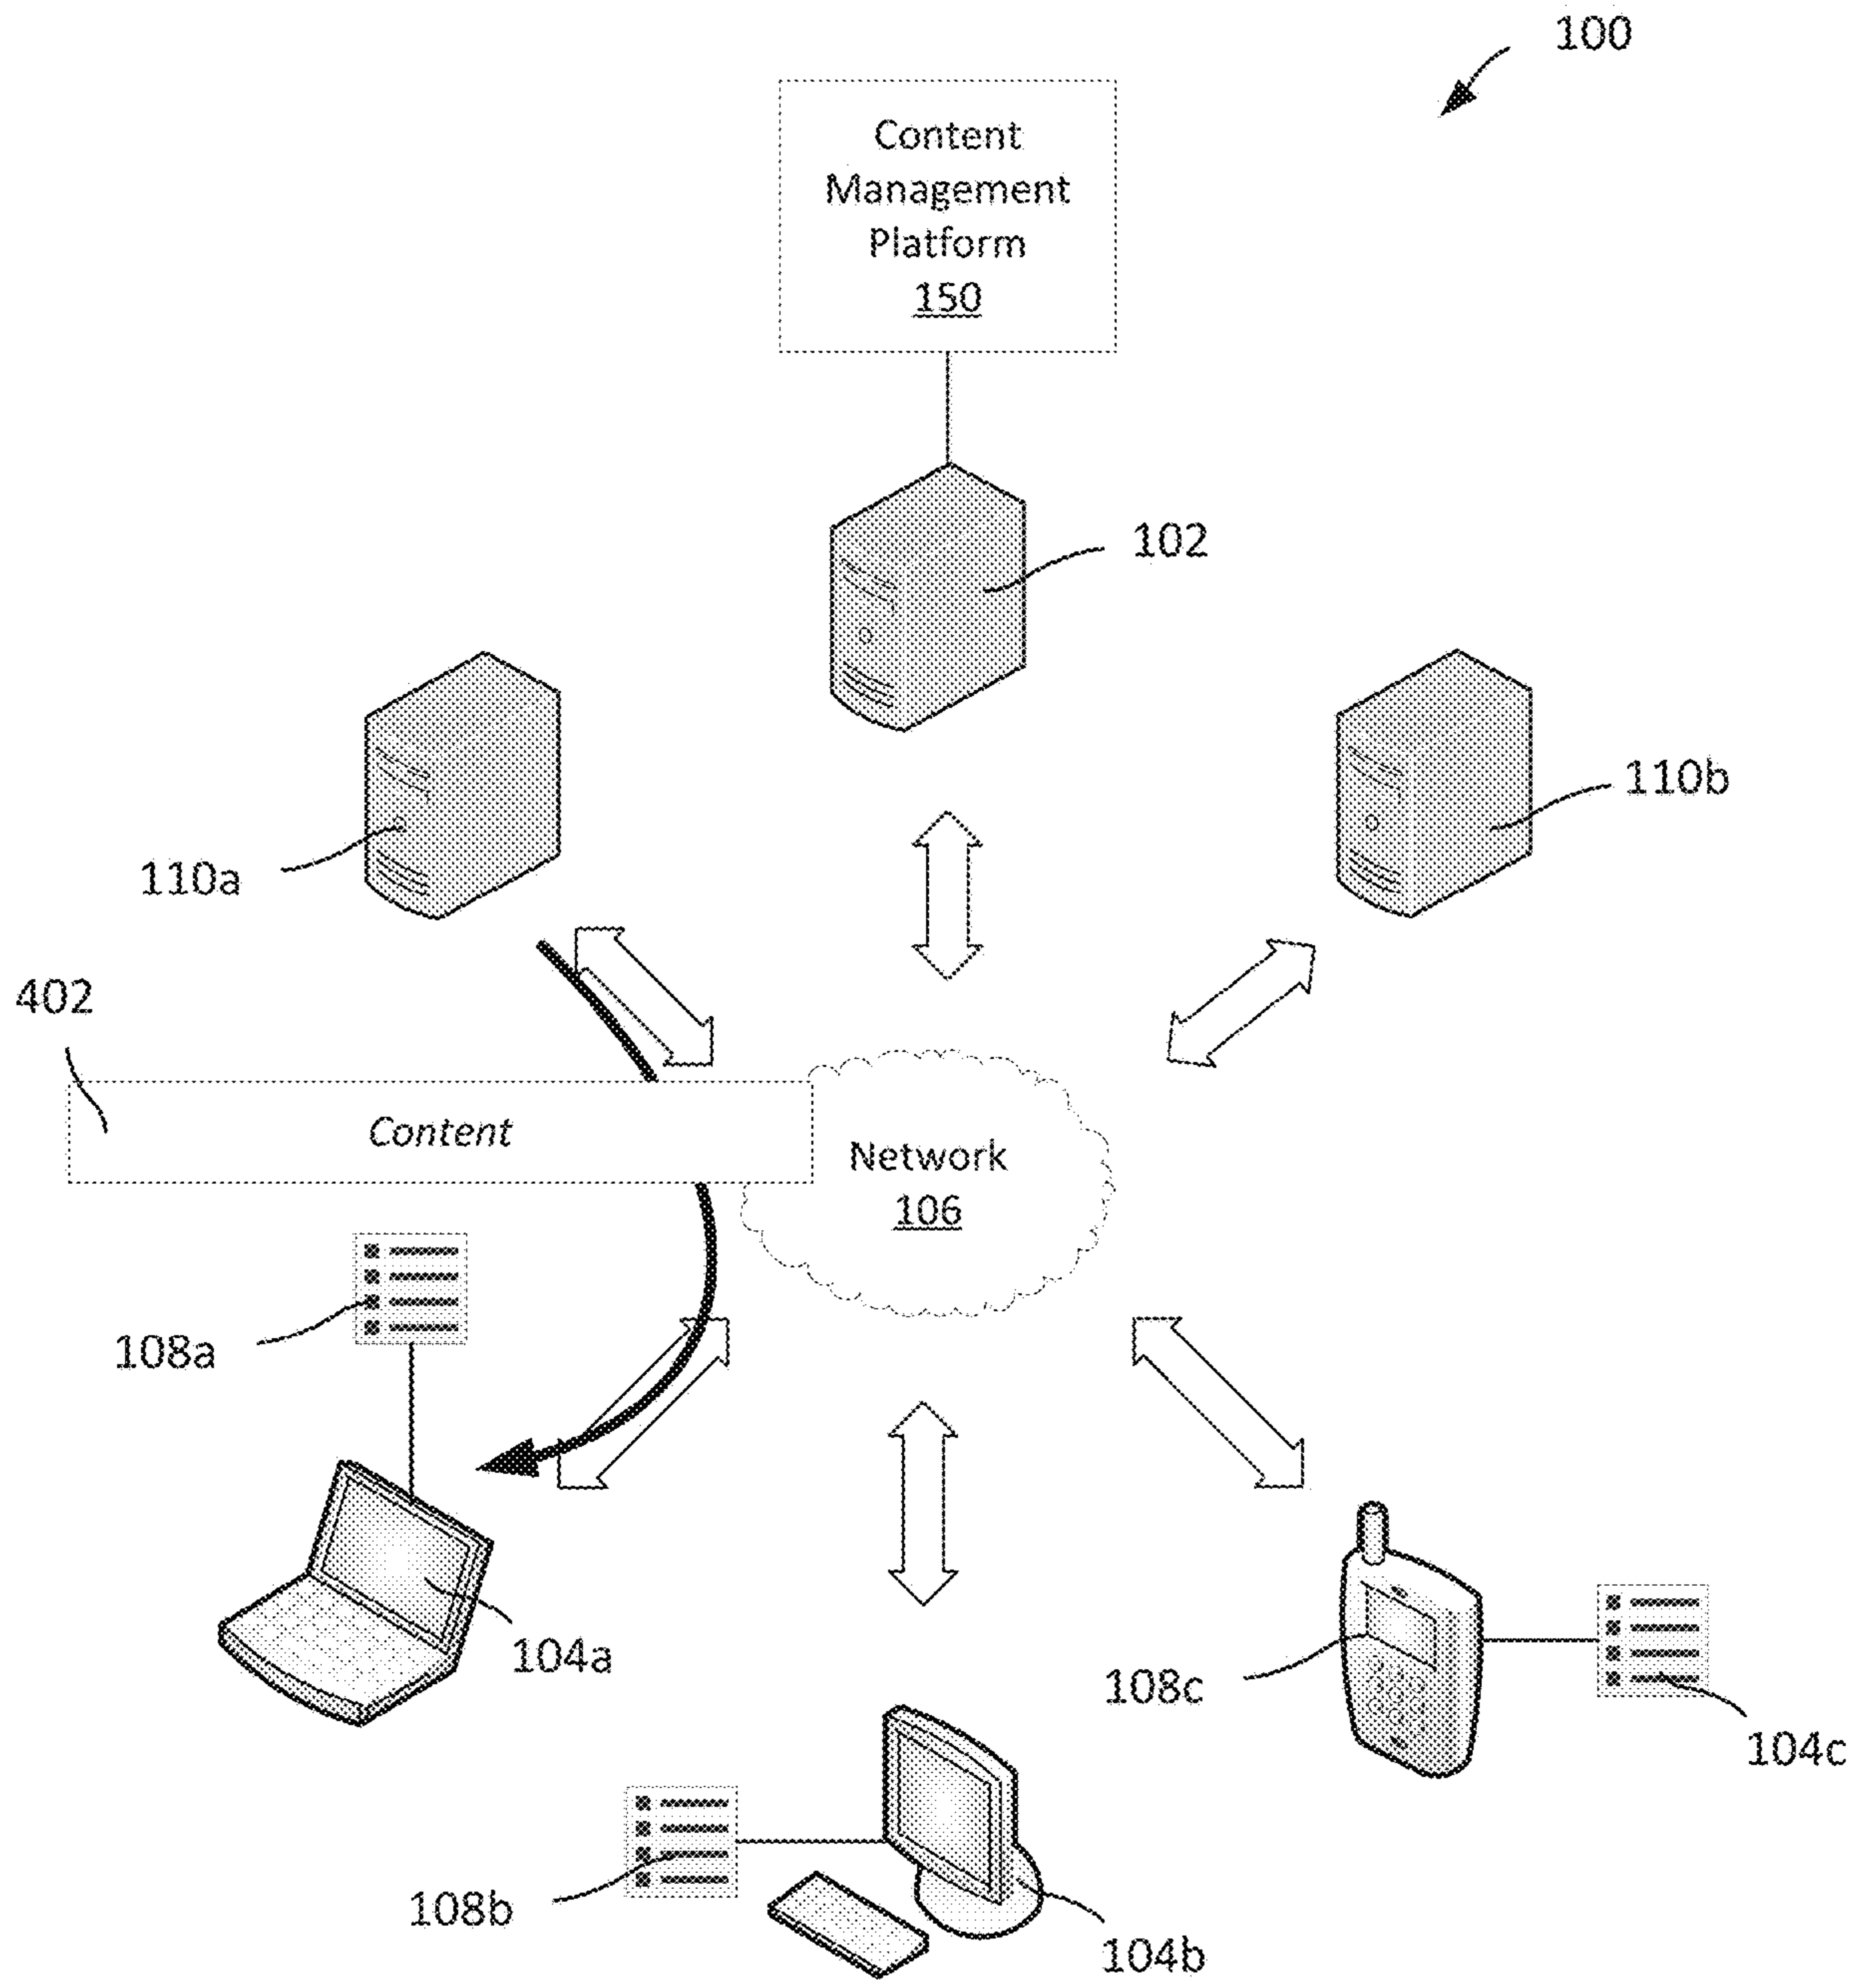 100
Content
Management
Platform
150
102
110b
110a
402
Content
Network
106
108a
104a
108c
104c
108b
104b